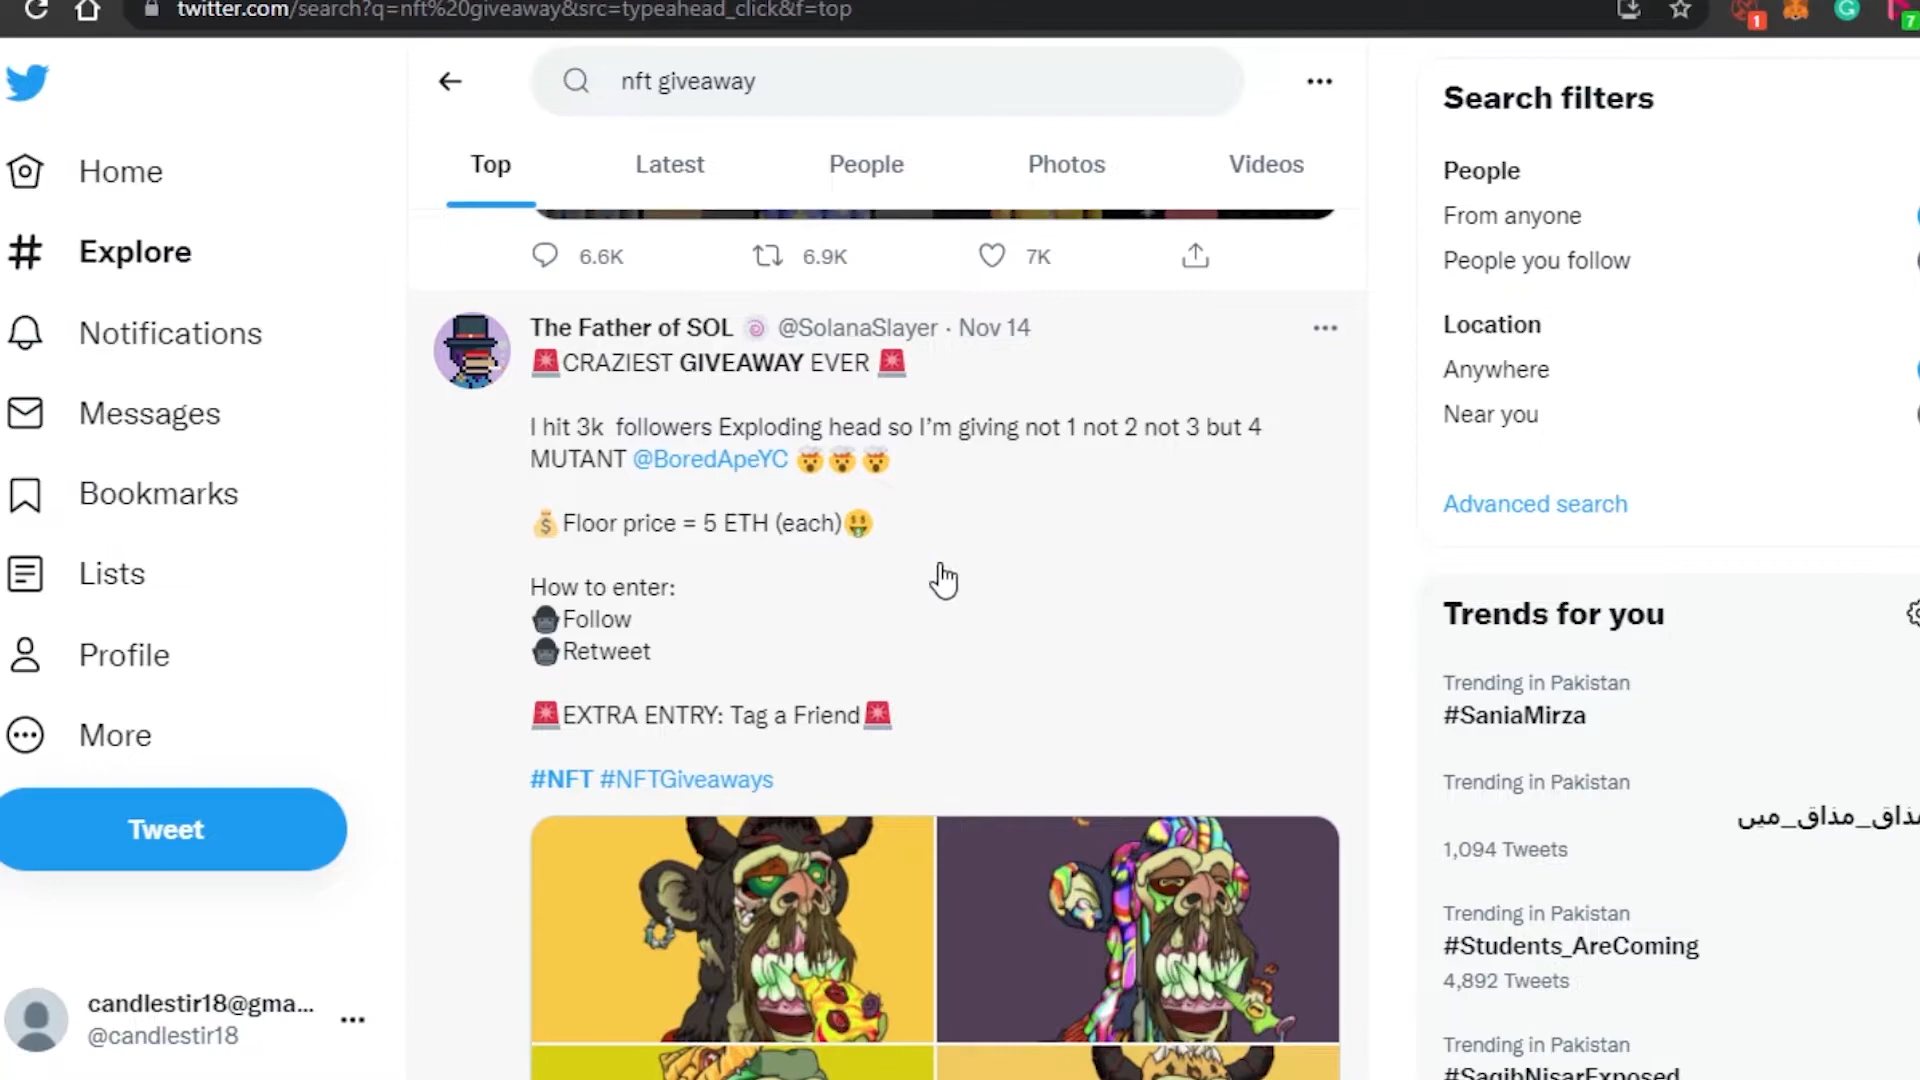 twitter.com/search?q=nft%20giveaway&src=typeahead_click&f=top
1
7
nft giveaway
Top
Latest
People
Photos
Videos
Home
Explore
Notifications
Messages
Bookmarks
Lists
Profile
More
Tweet
candlestir18@gma...
@candlestir18
6.6K
6.9K
7K
The Father of SOL @SolanaSlayer · Nov 14
🚨CRAZIEST GIVEAWAY EVER 🚨
I hit 3k followers Exploding head so I'm giving not 1 not 2 not 3 but 4
MUTANT @BoredApeYC 🤯🤯🤯
💰Floor price = 5 ETH (each)🤑
How to enter:
🦍Follow
🦍Retweet
🚨EXTRA ENTRY: Tag a Friend🚨
#NFT #NFTGiveaways
Search filters
People
From anyone
People you follow
Location
Anywhere
Near you
Advanced search
Trends for you
Trending in Pakistan
#SaniaMirza
Trending in Pakistan
مذاق_مذاق_میں
1,094 Tweets
Trending in Pakistan
#Students_AreComing
4,892 Tweets
Trending in Pakistan
#SaqibNisarExposed